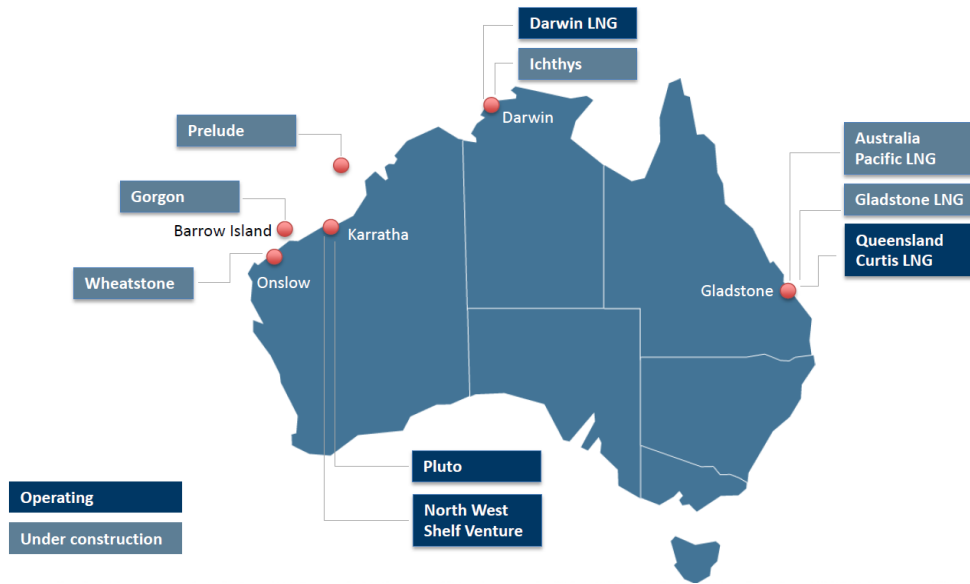 Darwin LNG
Ichthys
Darwin
Prelude
Australia
Pacific LNG
Gorgon
Gladstone LNG
Barrow Island
Karratha
Queensland
Curtis LNG
Wheatstone
Onslow
Gladstone
Pluto
Operating
North West
Shelf Venture
Under construction